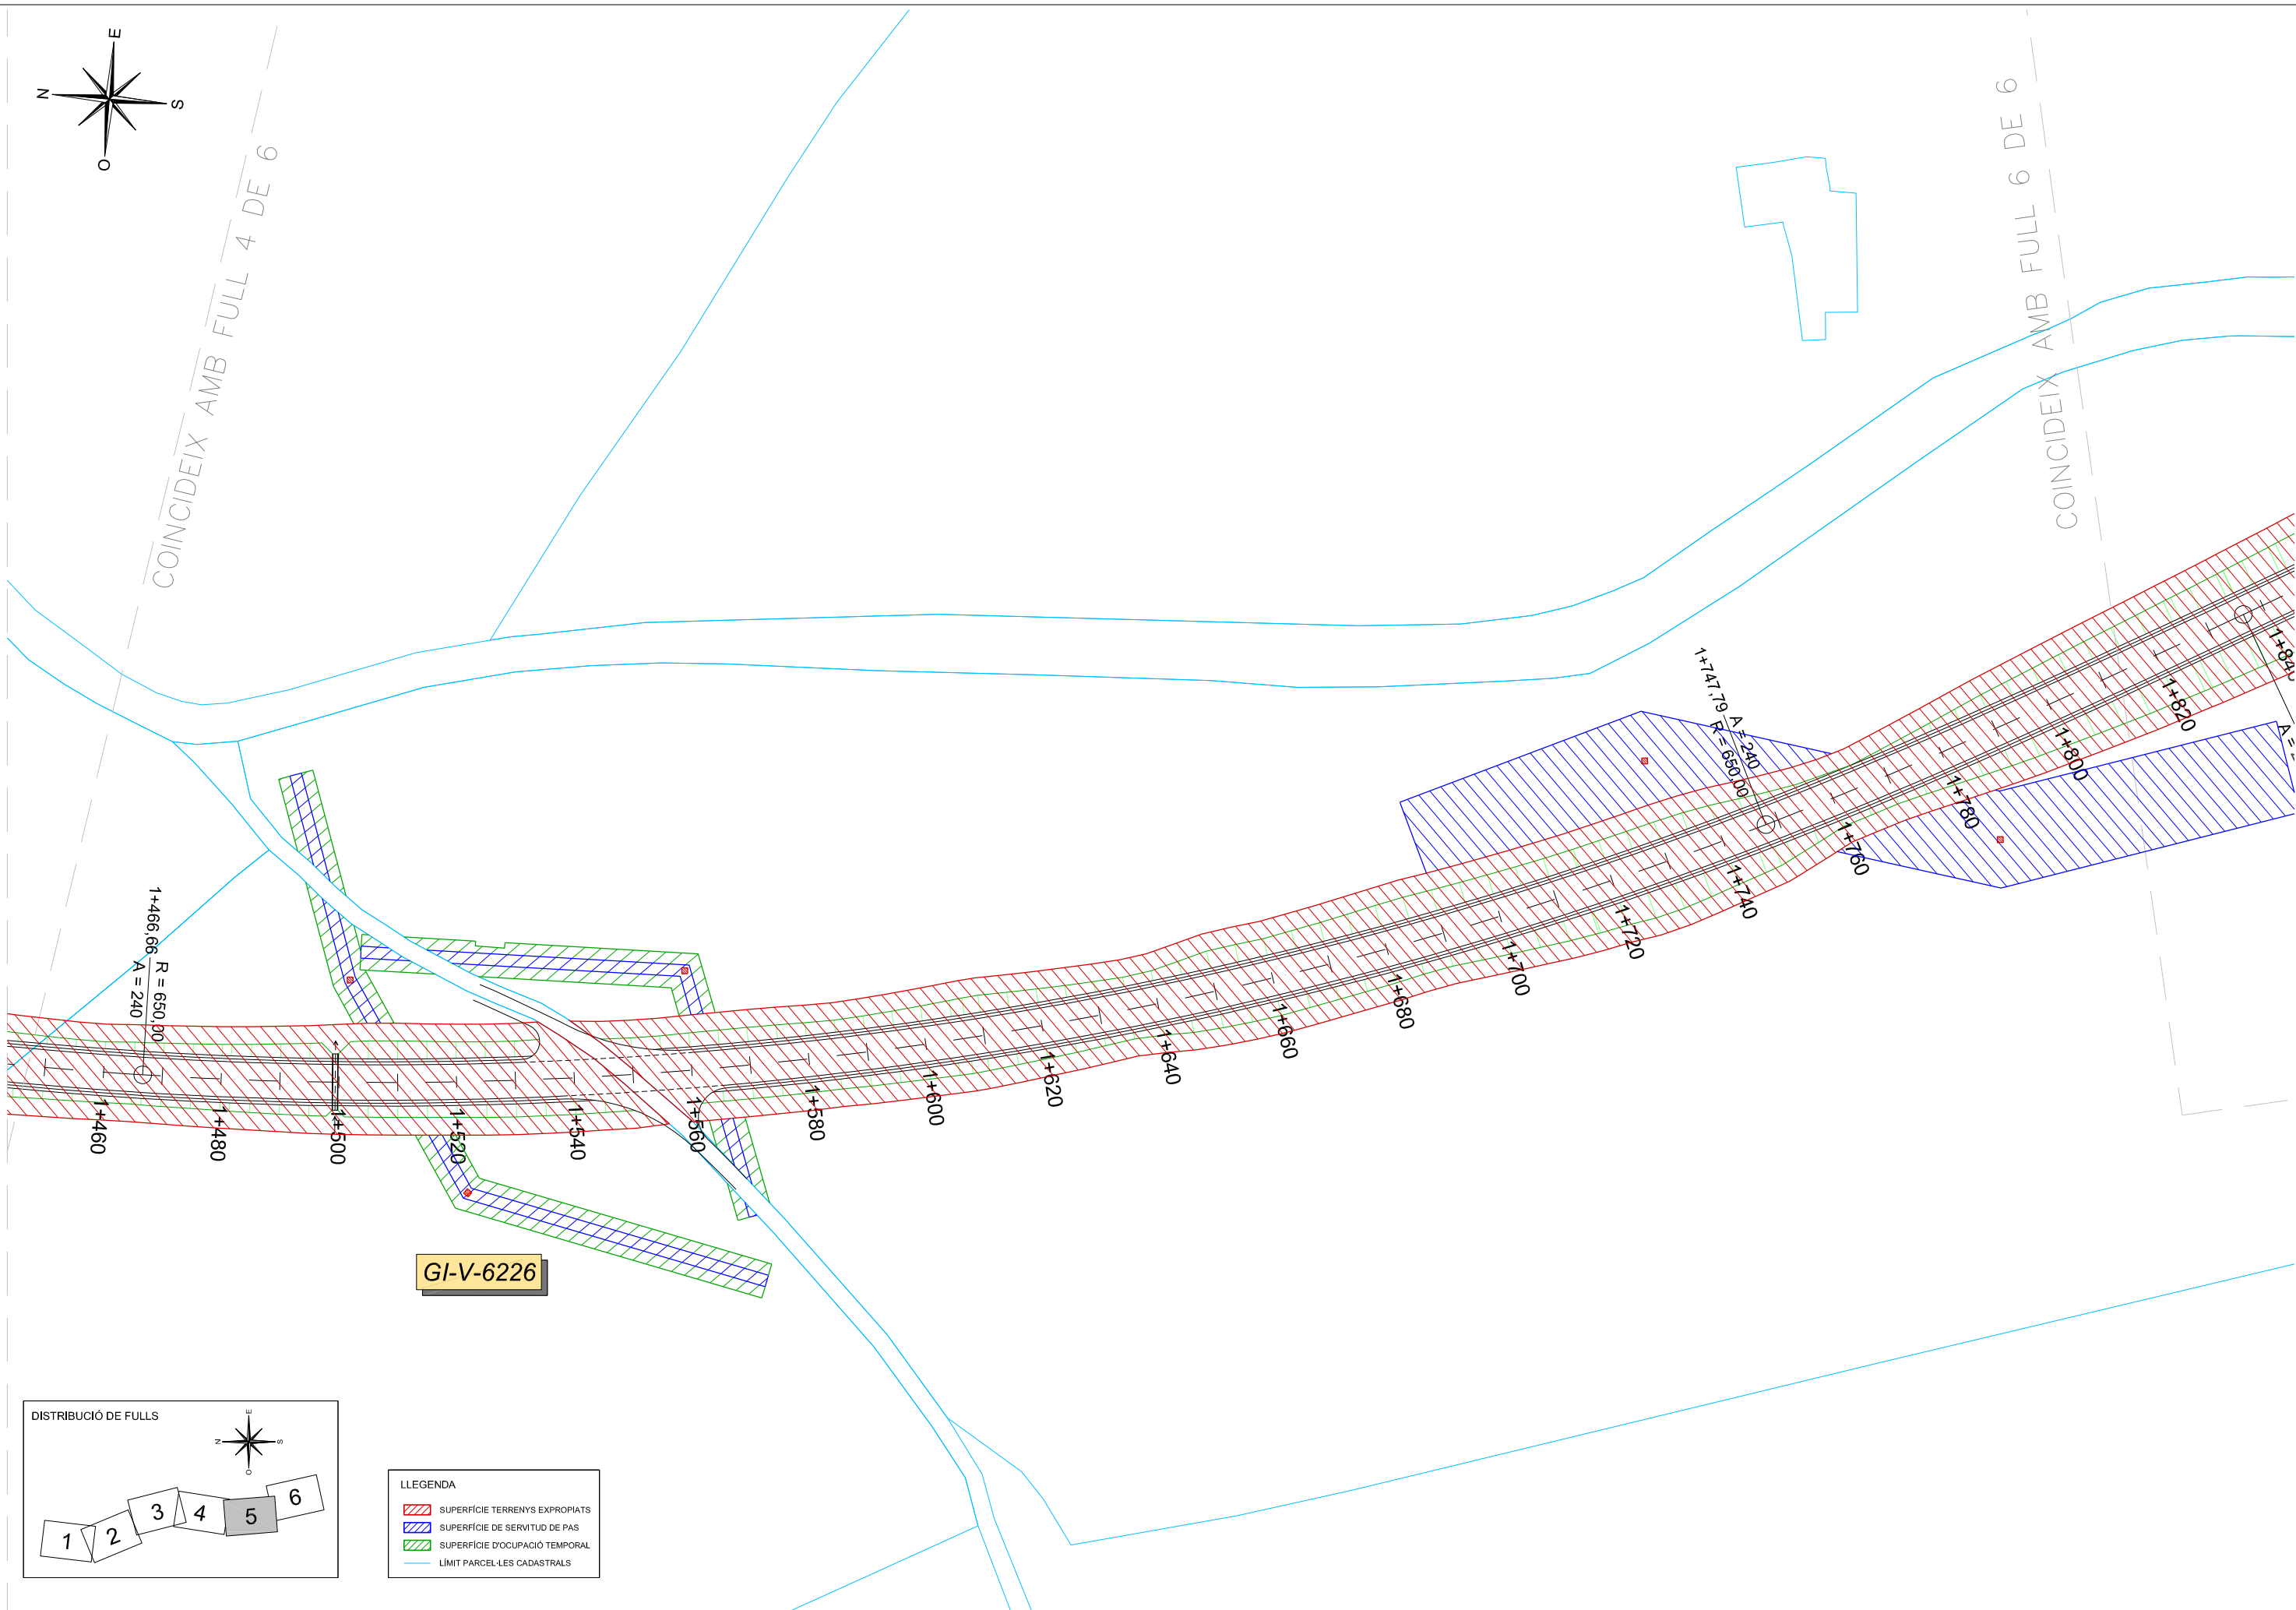 E
N
S
O
COINCIDEIX AMB FULL 4 DE 6
COINCIDEIX AMB FULL 6 DE 6
1+466,66
R = 650,00
A = 240
1+747,79
A = 240
R = 650,00
1+460
1+480
1+500
1+520
1+540
1+560
1+580
1+600
1+620
1+640
1+660
1+680
1+700
1+720
1+740
1+760
1+780
1+800
1+820
1+840
A =
GI-V-6226
DISTRIBUCIÓ DE FULLS
E
N
S
O
1
2
3
4
5
6
LLEGENDA
SUPERFÍCIE TERRENYS EXPROPIATS
SUPERFÍCIE DE SERVITUD DE PAS
SUPERFÍCIE D'OCUPACIÓ TEMPORAL
LÍMIT PARCEL·LES CADASTRALS